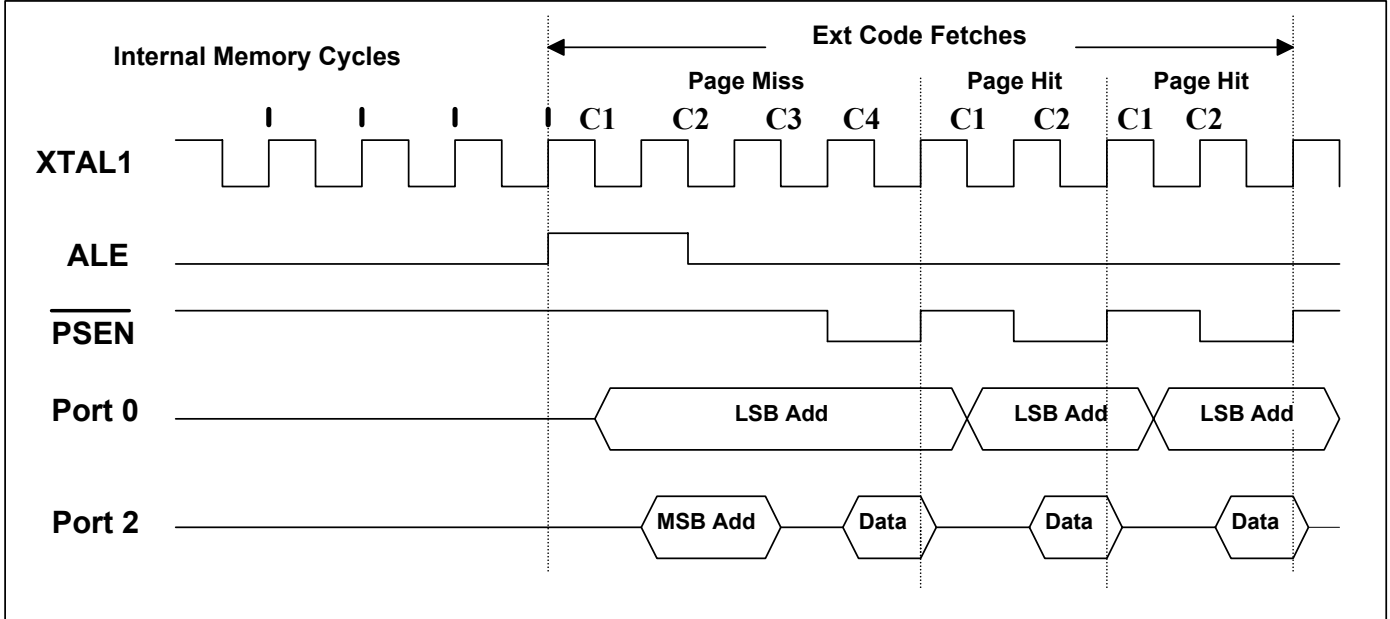 Ext Code Fetches
Internal Memory Cycles
Page Miss Page Hit Page Hit
C1 C2 C3 C4 C1 C2 C1 C2
XTAL1
ALE
PSEN
Port 0 LSB Add LSB Add LSB Add
Port 2 MSB Add Data Data Data